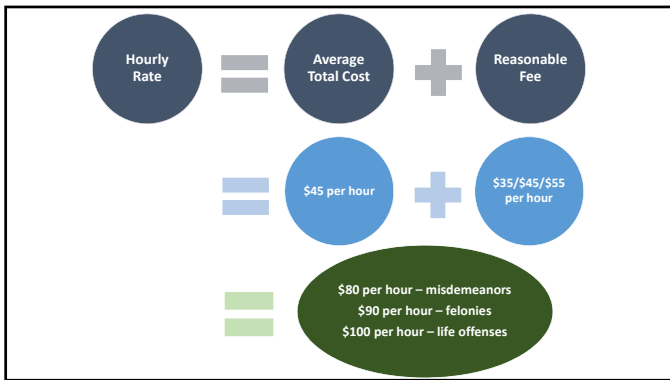 Hourly
Rate
Average
Total Cost
Reasonable
Fee
$45 per hour
$35/$45/$55
per hour
$80 per hour – misdemeanors
$90 per hour – felonies
$100 per hour – life offenses